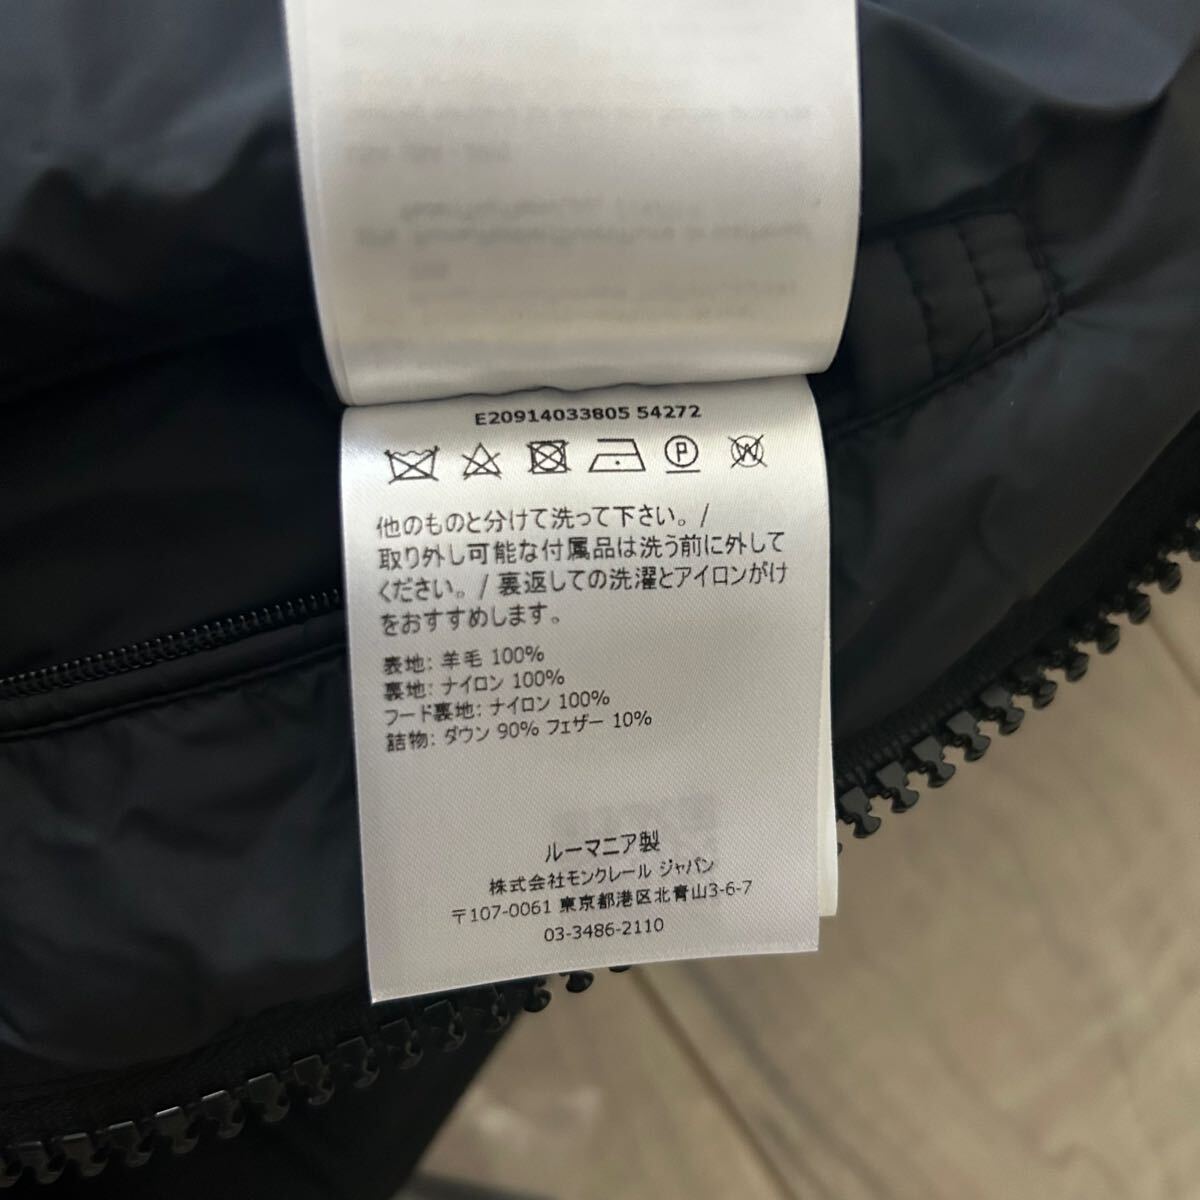 E20914033805 54272
P
W
他のものと分けて洗って下さい。/
取り外し可能な付属品は洗う前に外して
ください。/ 裏返しての洗濯とアイロンがけ
をおすすめします。
表地: 羊毛 100%
裏地: ナイロン 100%
フード裏地: ナイロン 100%
詰物: ダウン 90% フェザー 10%
ルーマニア製
株式会社モンクレール ジャパン
〒107-0061 東京都港区北青山3-6-7
03-3486-2110